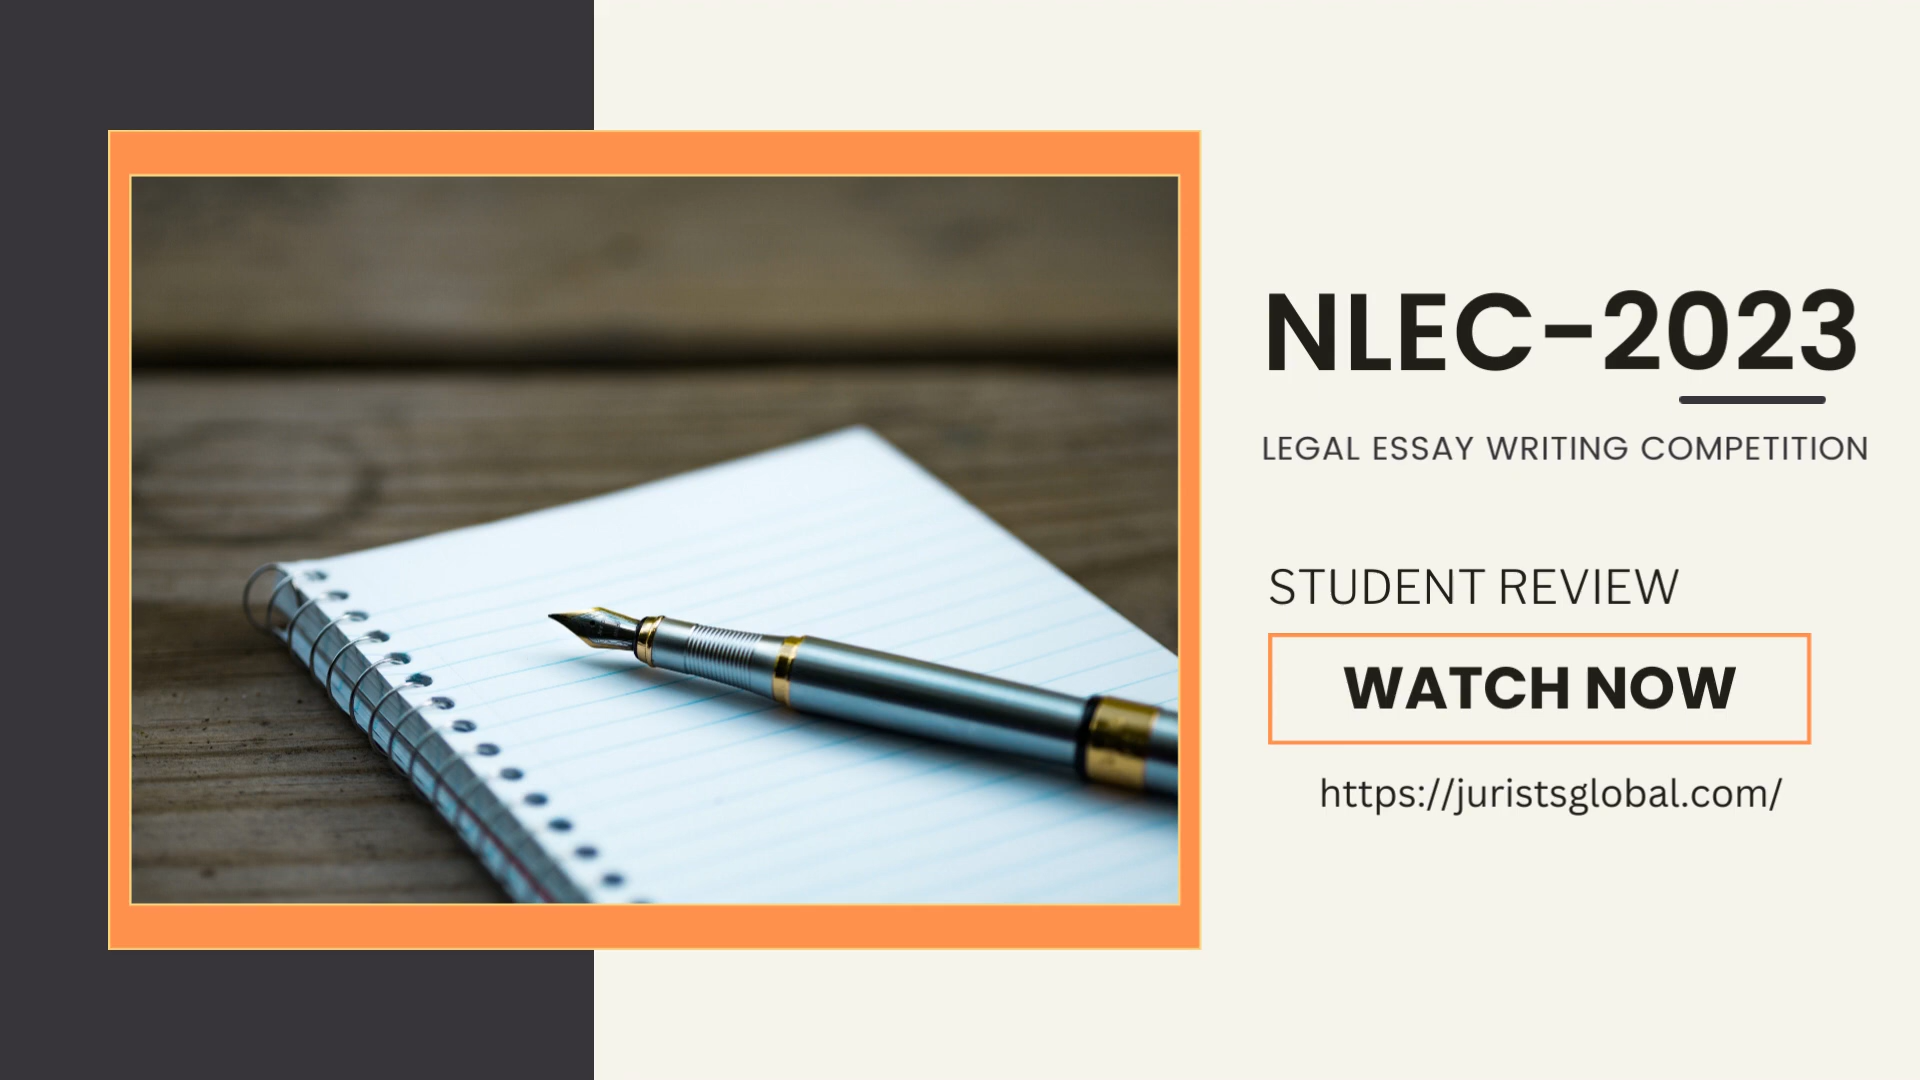 NLEC-2023
LEGAL ESSAY WRITING COMPETITION
STUDENT REVIEW
WATCH NOW
https://juristsglobal.com/